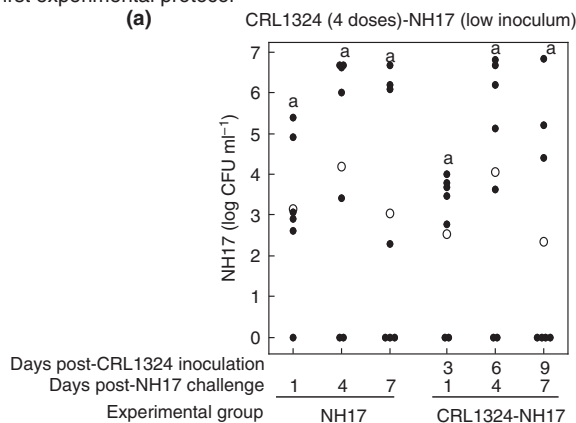 first experimental protocol
(a)
CRL1324 (4 doses)-NH17 (low inoculum)
NH17 (log CFU ml⁻¹)
7
6
5
4
3
2
1
0
a a a a a a
Days post-CRL1324 inoculation 3 6 9
Days post-NH17 challenge 1 4 7 1 4 7
Experimental group NH17 CRL1324-NH17